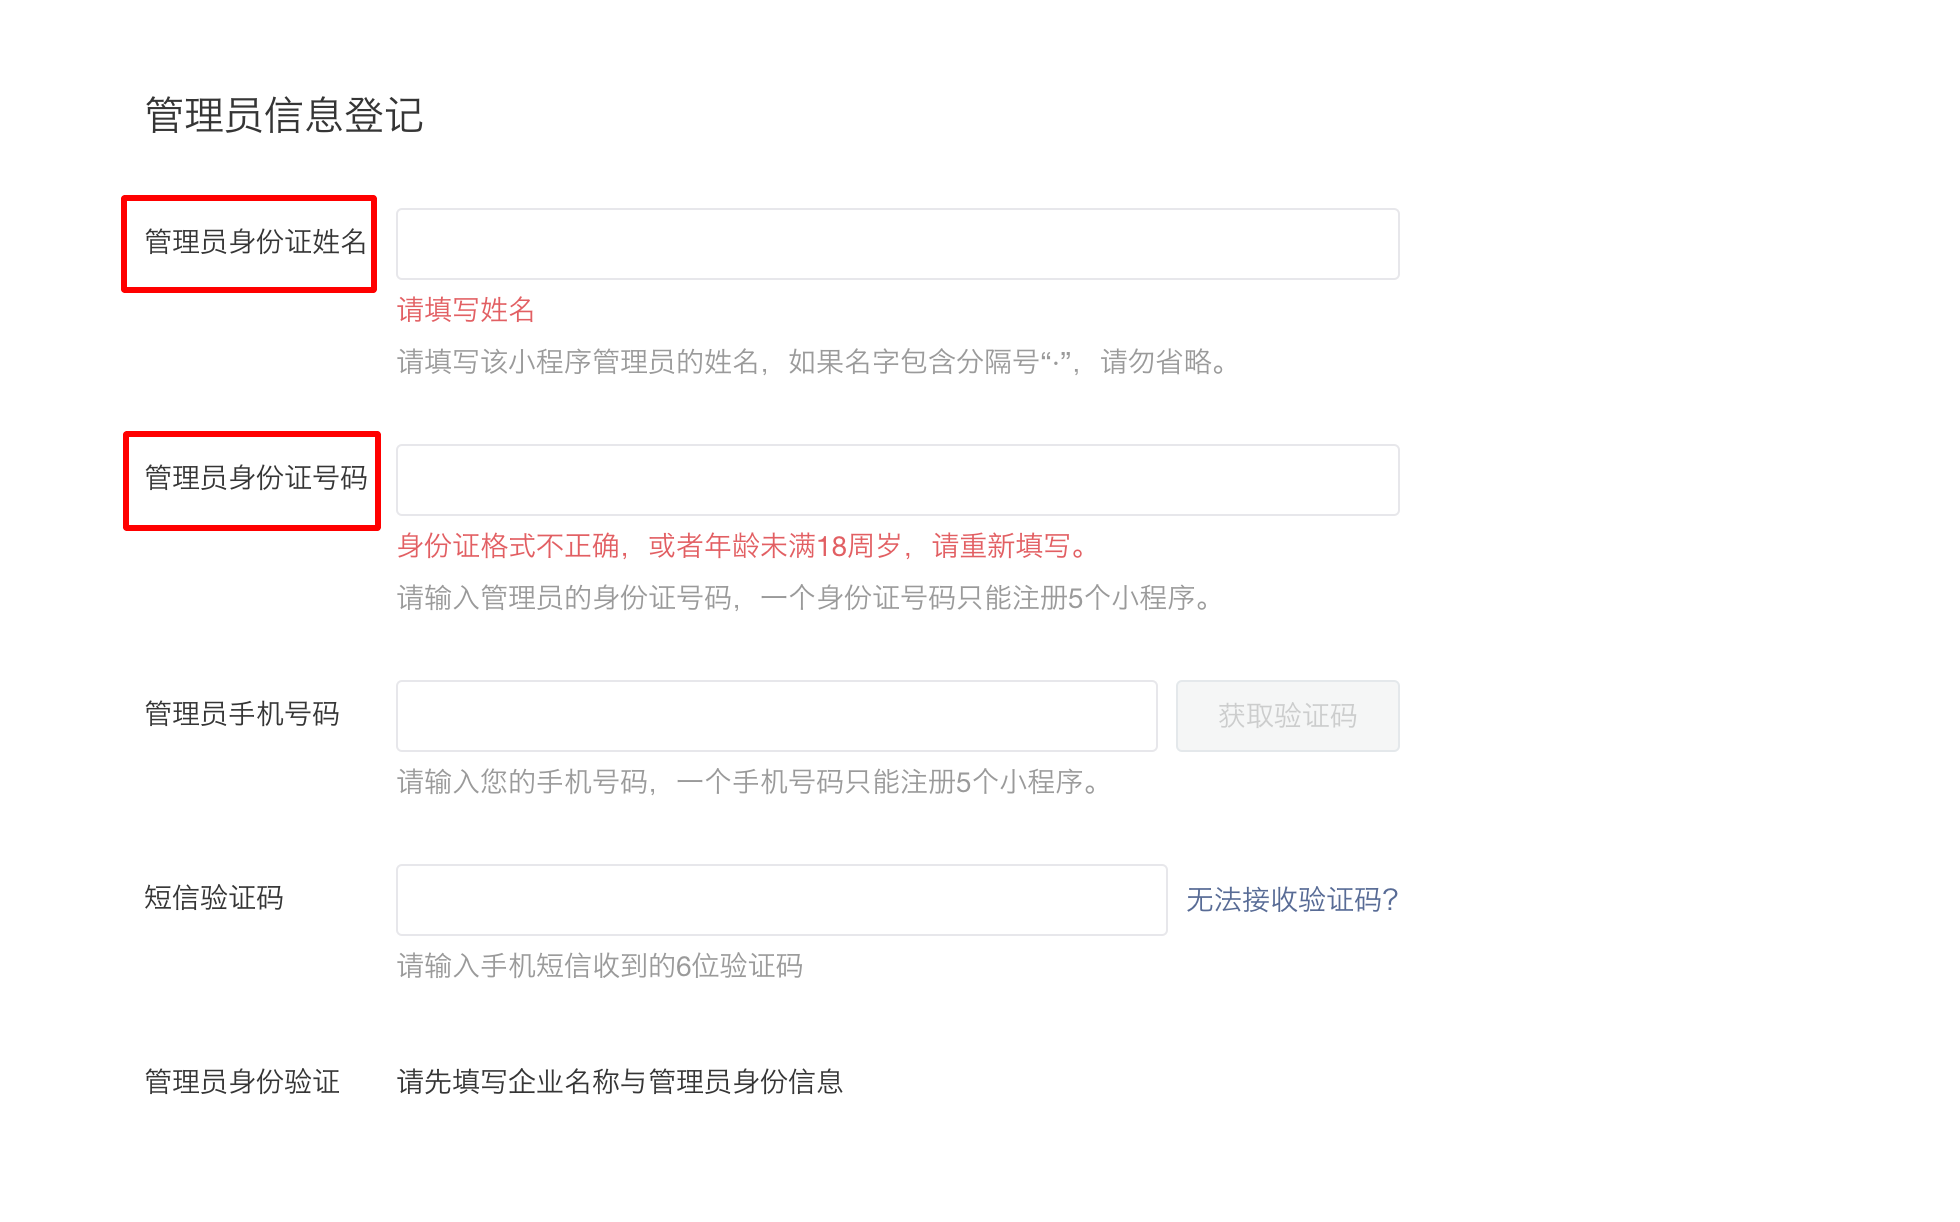 管理员信息登记
管理员身份证姓名
请填写姓名
请填写该小程序管理员的姓名，如果名字包含分隔号“·”，请勿省略。
管理员身份证号码
身份证格式不正确，或者年龄未满18周岁，请重新填写。
请输入管理员的身份证号码，一个身份证号码只能注册5个小程序。
管理员手机号码
获取验证码
请输入您的手机号码，一个手机号码只能注册5个小程序。
短信验证码
无法接收验证码？
请输入手机短信收到的6位验证码
管理员身份验证
请先填写企业名称与管理员身份信息